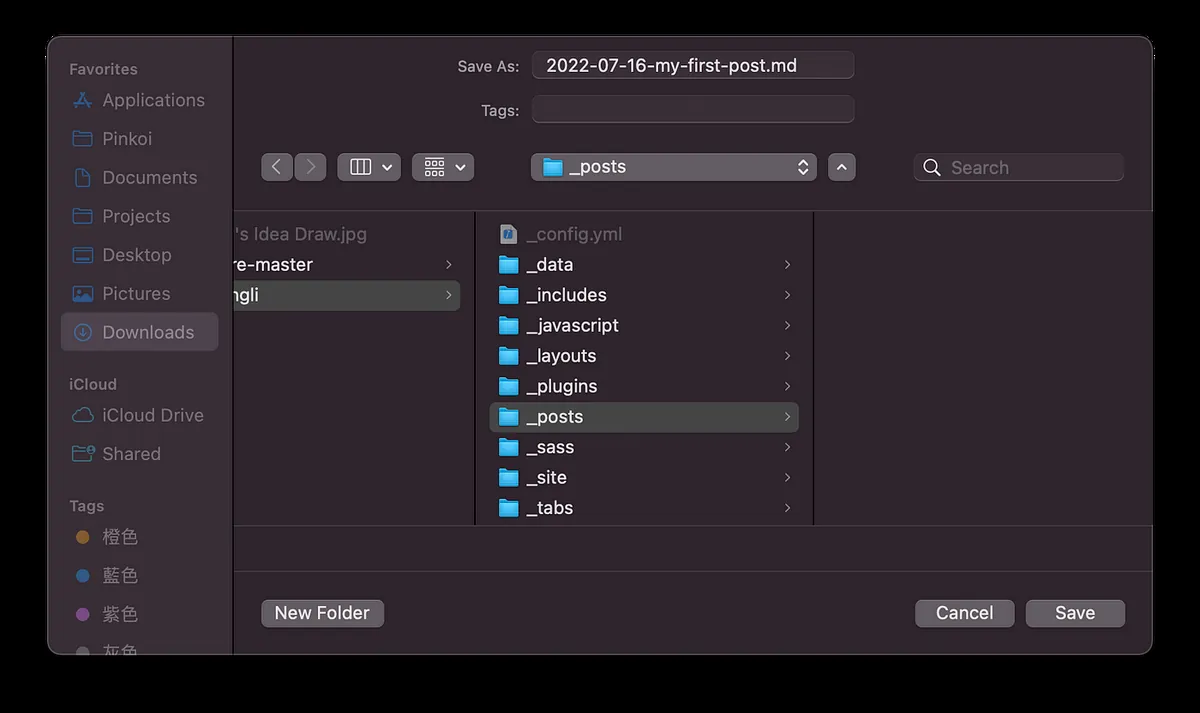 Favorites
Applications
Pinkoi
Documents
Projects
Desktop
Pictures
Downloads
iCloud
iCloud Drive
Shared
Tags
橙色
藍色
紫色
灰色
Save As: 2022-07-16-my-first-post.md
Tags:
_posts
Search
's Idea Draw.jpg
re-master
ngli
_config.yml
_data
_includes
_javascript
_layouts
_plugins
_posts
_sass
_site
_tabs
New Folder
Cancel
Save